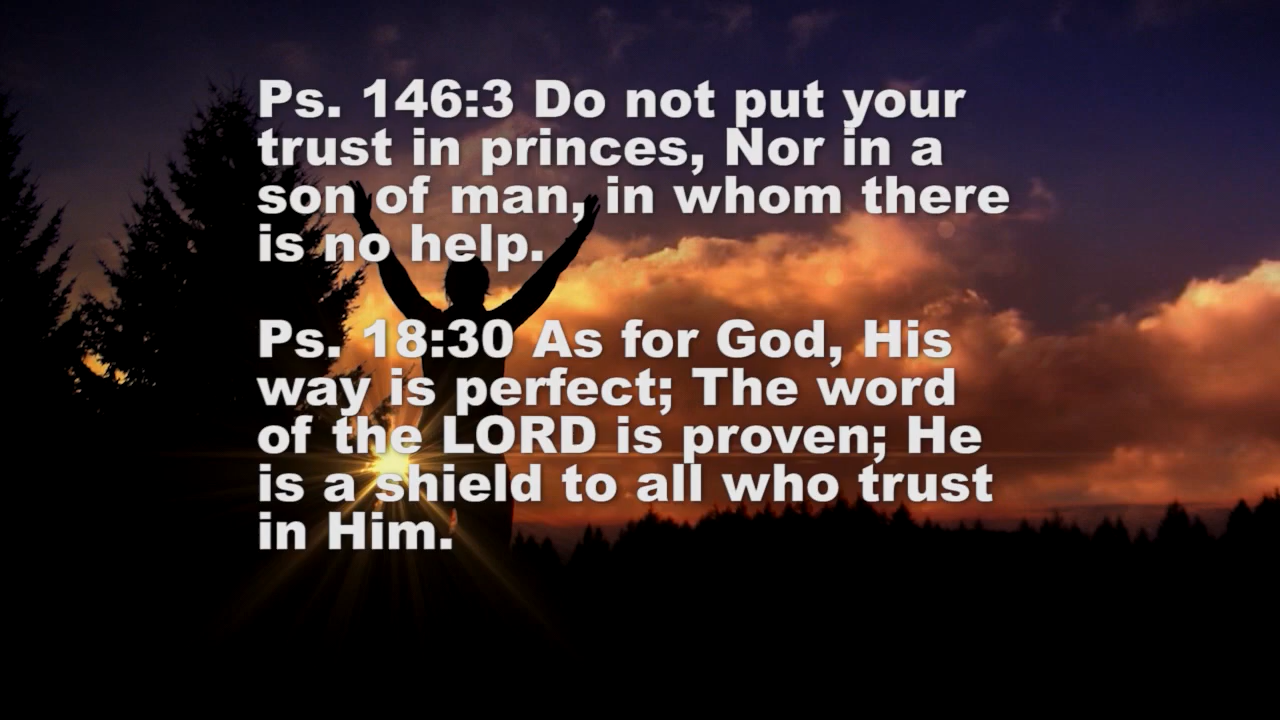 Ps. 146:3 Do not put your
trust in princes, Nor in a
son of man, in whom there
is no help.
Ps. 18:30 As for God, His
way is perfect; The word
of the LORD is proven; He
is a shield to all who trust
in Him.